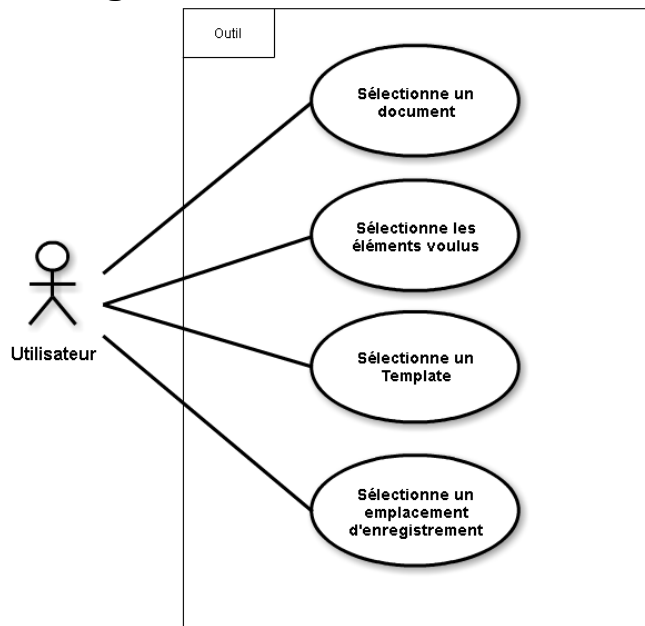 Outil
Sélectionne un
document
Sélectionne les
éléments voulus
Utilisateur
Sélectionne un
Template
Sélectionne un
emplacement
d'enregistrement